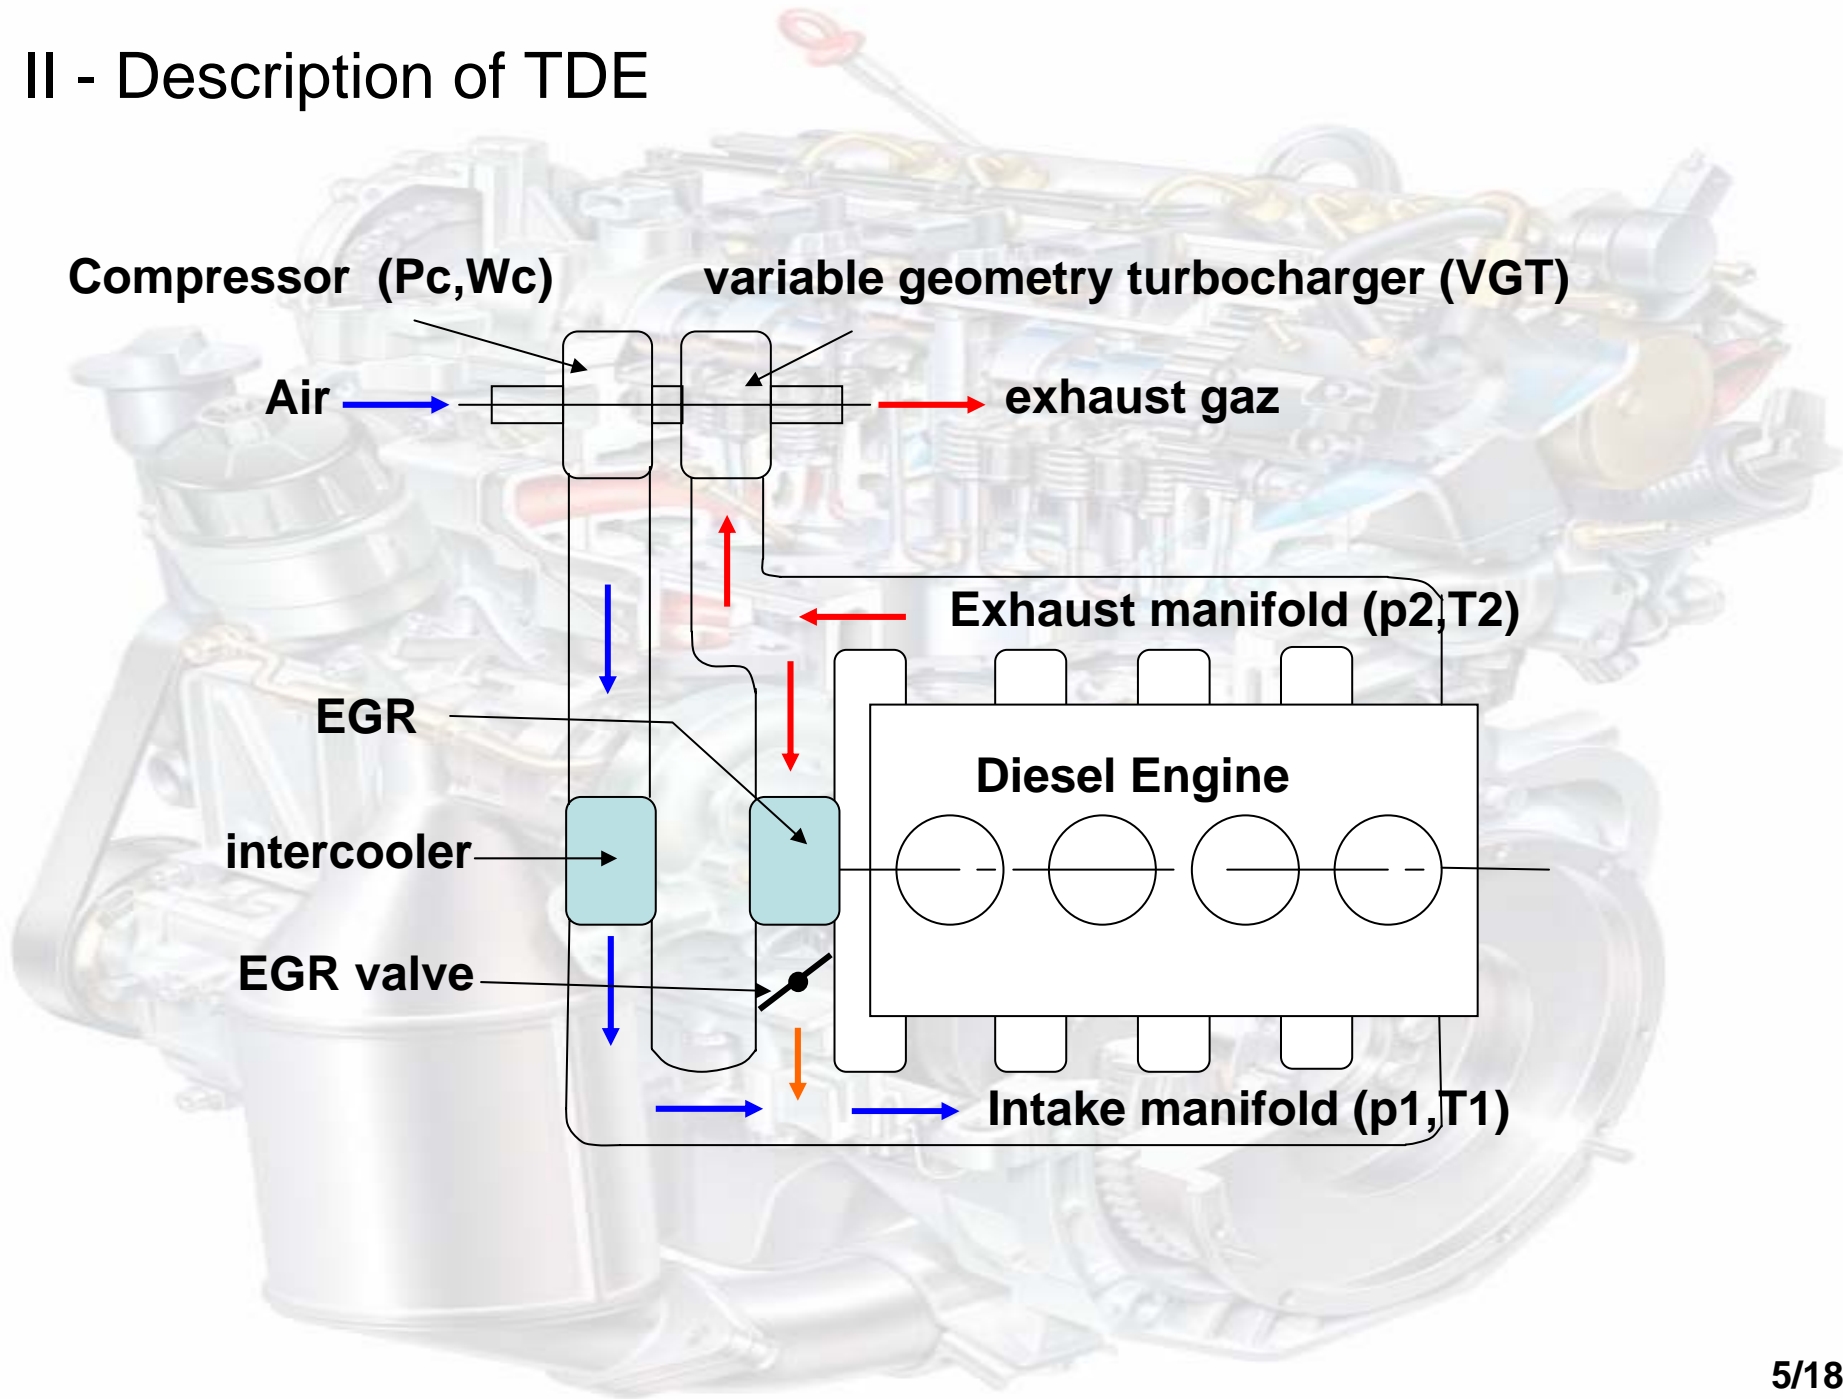 II - Description of TDE
Compressor (Pc,Wc)
variable geometry turbocharger (VGT)
Air
exhaust gaz
Exhaust manifold (p2,T2)
EGR
Diesel Engine
intercooler
EGR valve
Intake manifold (p1,T1)
5/18